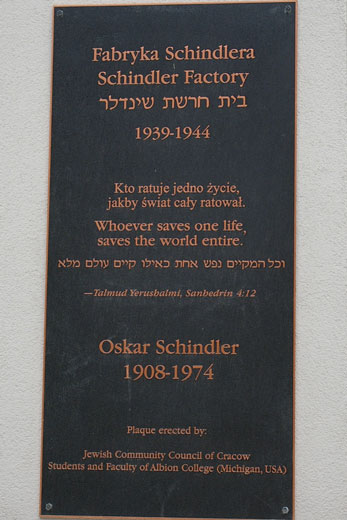 Fabryka Schindlera
Schindler Factory
בית חרשת שינדלר
1939-1944
Kto ratuje jedno życie,
jakby świat cały ratował.
Whoever saves one life,
saves the world entire.
וכל המקיים נפש אחת כאילו קיים עולם מלא
—Talmud Yerushalmi, Sanhedrin 4:12
Oskar Schindler
1908-1974
Plaque erected by:
Jewish Community Council of Cracow
Students and Faculty of Albion College (Michigan, USA)